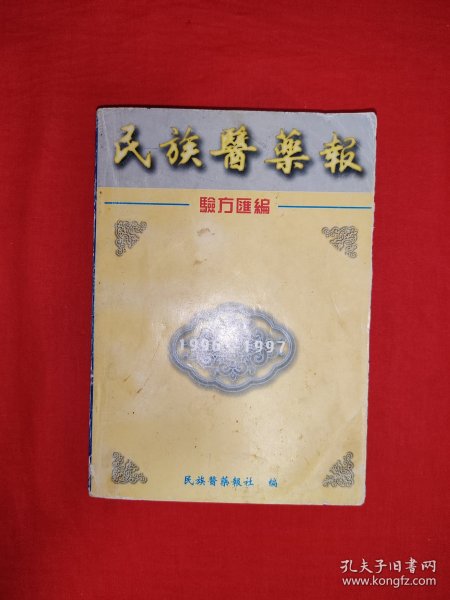 民族醫藥報
驗方匯編
1996—1997
民族醫藥報社 編
孔夫子旧书网
www.kongfz.com